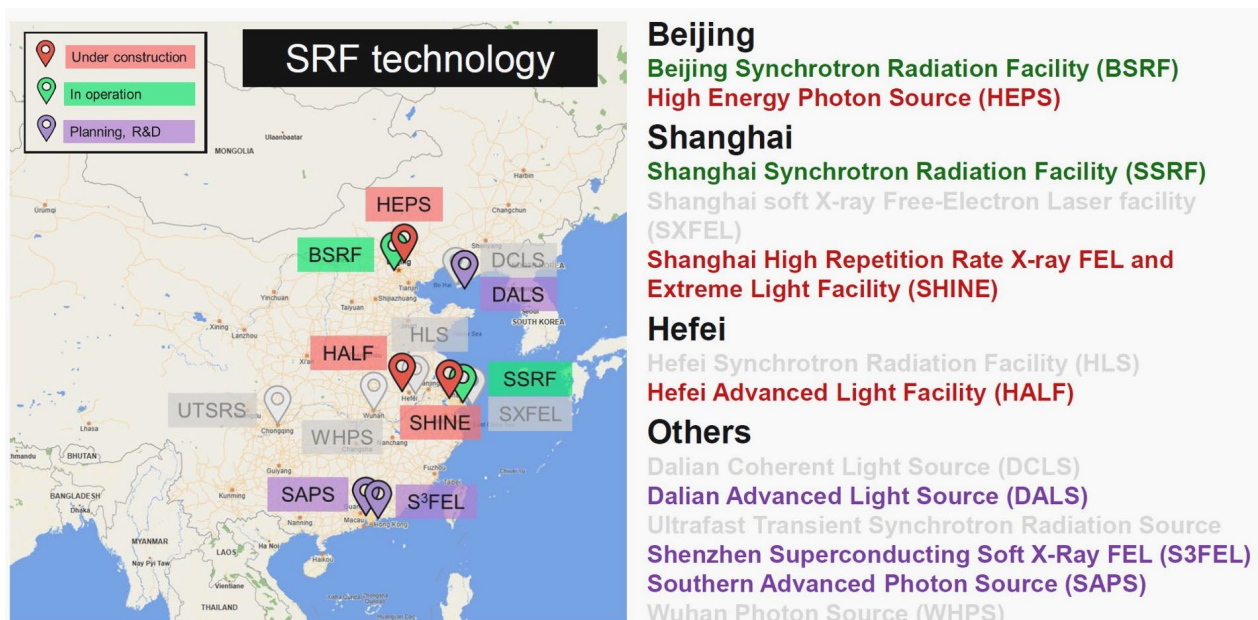 SRF technology
Under construction
In operation
Planning, R&D
Ulaanbaatar
MONGOLIA
Harbin
Urumqi
Changchun
HEPS
BSRF
DCLS
DALS
Tianjin
Yinchuan
Shijiazhuang
Taiyuan
Seoul
SOUTH KOREA
Xining
Lanzhou
HLS
HALF
Hefei
SSRF
SXFEL
UTSRS
Wuhan
WHPS
SHINE
Chongqing
Lhasa
Nanchang
Changsha
BHUTAN
Guiyang
Fuzhou
SAPS
S³FEL
Kunming
BANGLADESH
Dhaka
Nanning
Macau
Hong Kong
MYANMAR
Nay Pyi Taw
LAOS
Ha Noi
Haikou
Vientiane
THAILAND
Beijing
Beijing Synchrotron Radiation Facility (BSRF)
High Energy Photon Source (HEPS)
Shanghai
Shanghai Synchrotron Radiation Facility (SSRF)
Shanghai soft X-ray Free-Electron Laser facility
(SXFEL)
Shanghai High Repetition Rate X-ray FEL and
Extreme Light Facility (SHINE)
Hefei
Hefei Synchrotron Radiation Facility (HLS)
Hefei Advanced Light Facility (HALF)
Others
Dalian Coherent Light Source (DCLS)
Dalian Advanced Light Source (DALS)
Ultrafast Transient Synchrotron Radiation Source
Shenzhen Superconducting Soft X-Ray FEL (S3FEL)
Southern Advanced Photon Source (SAPS)
Wuhan Photon Source (WHPS)